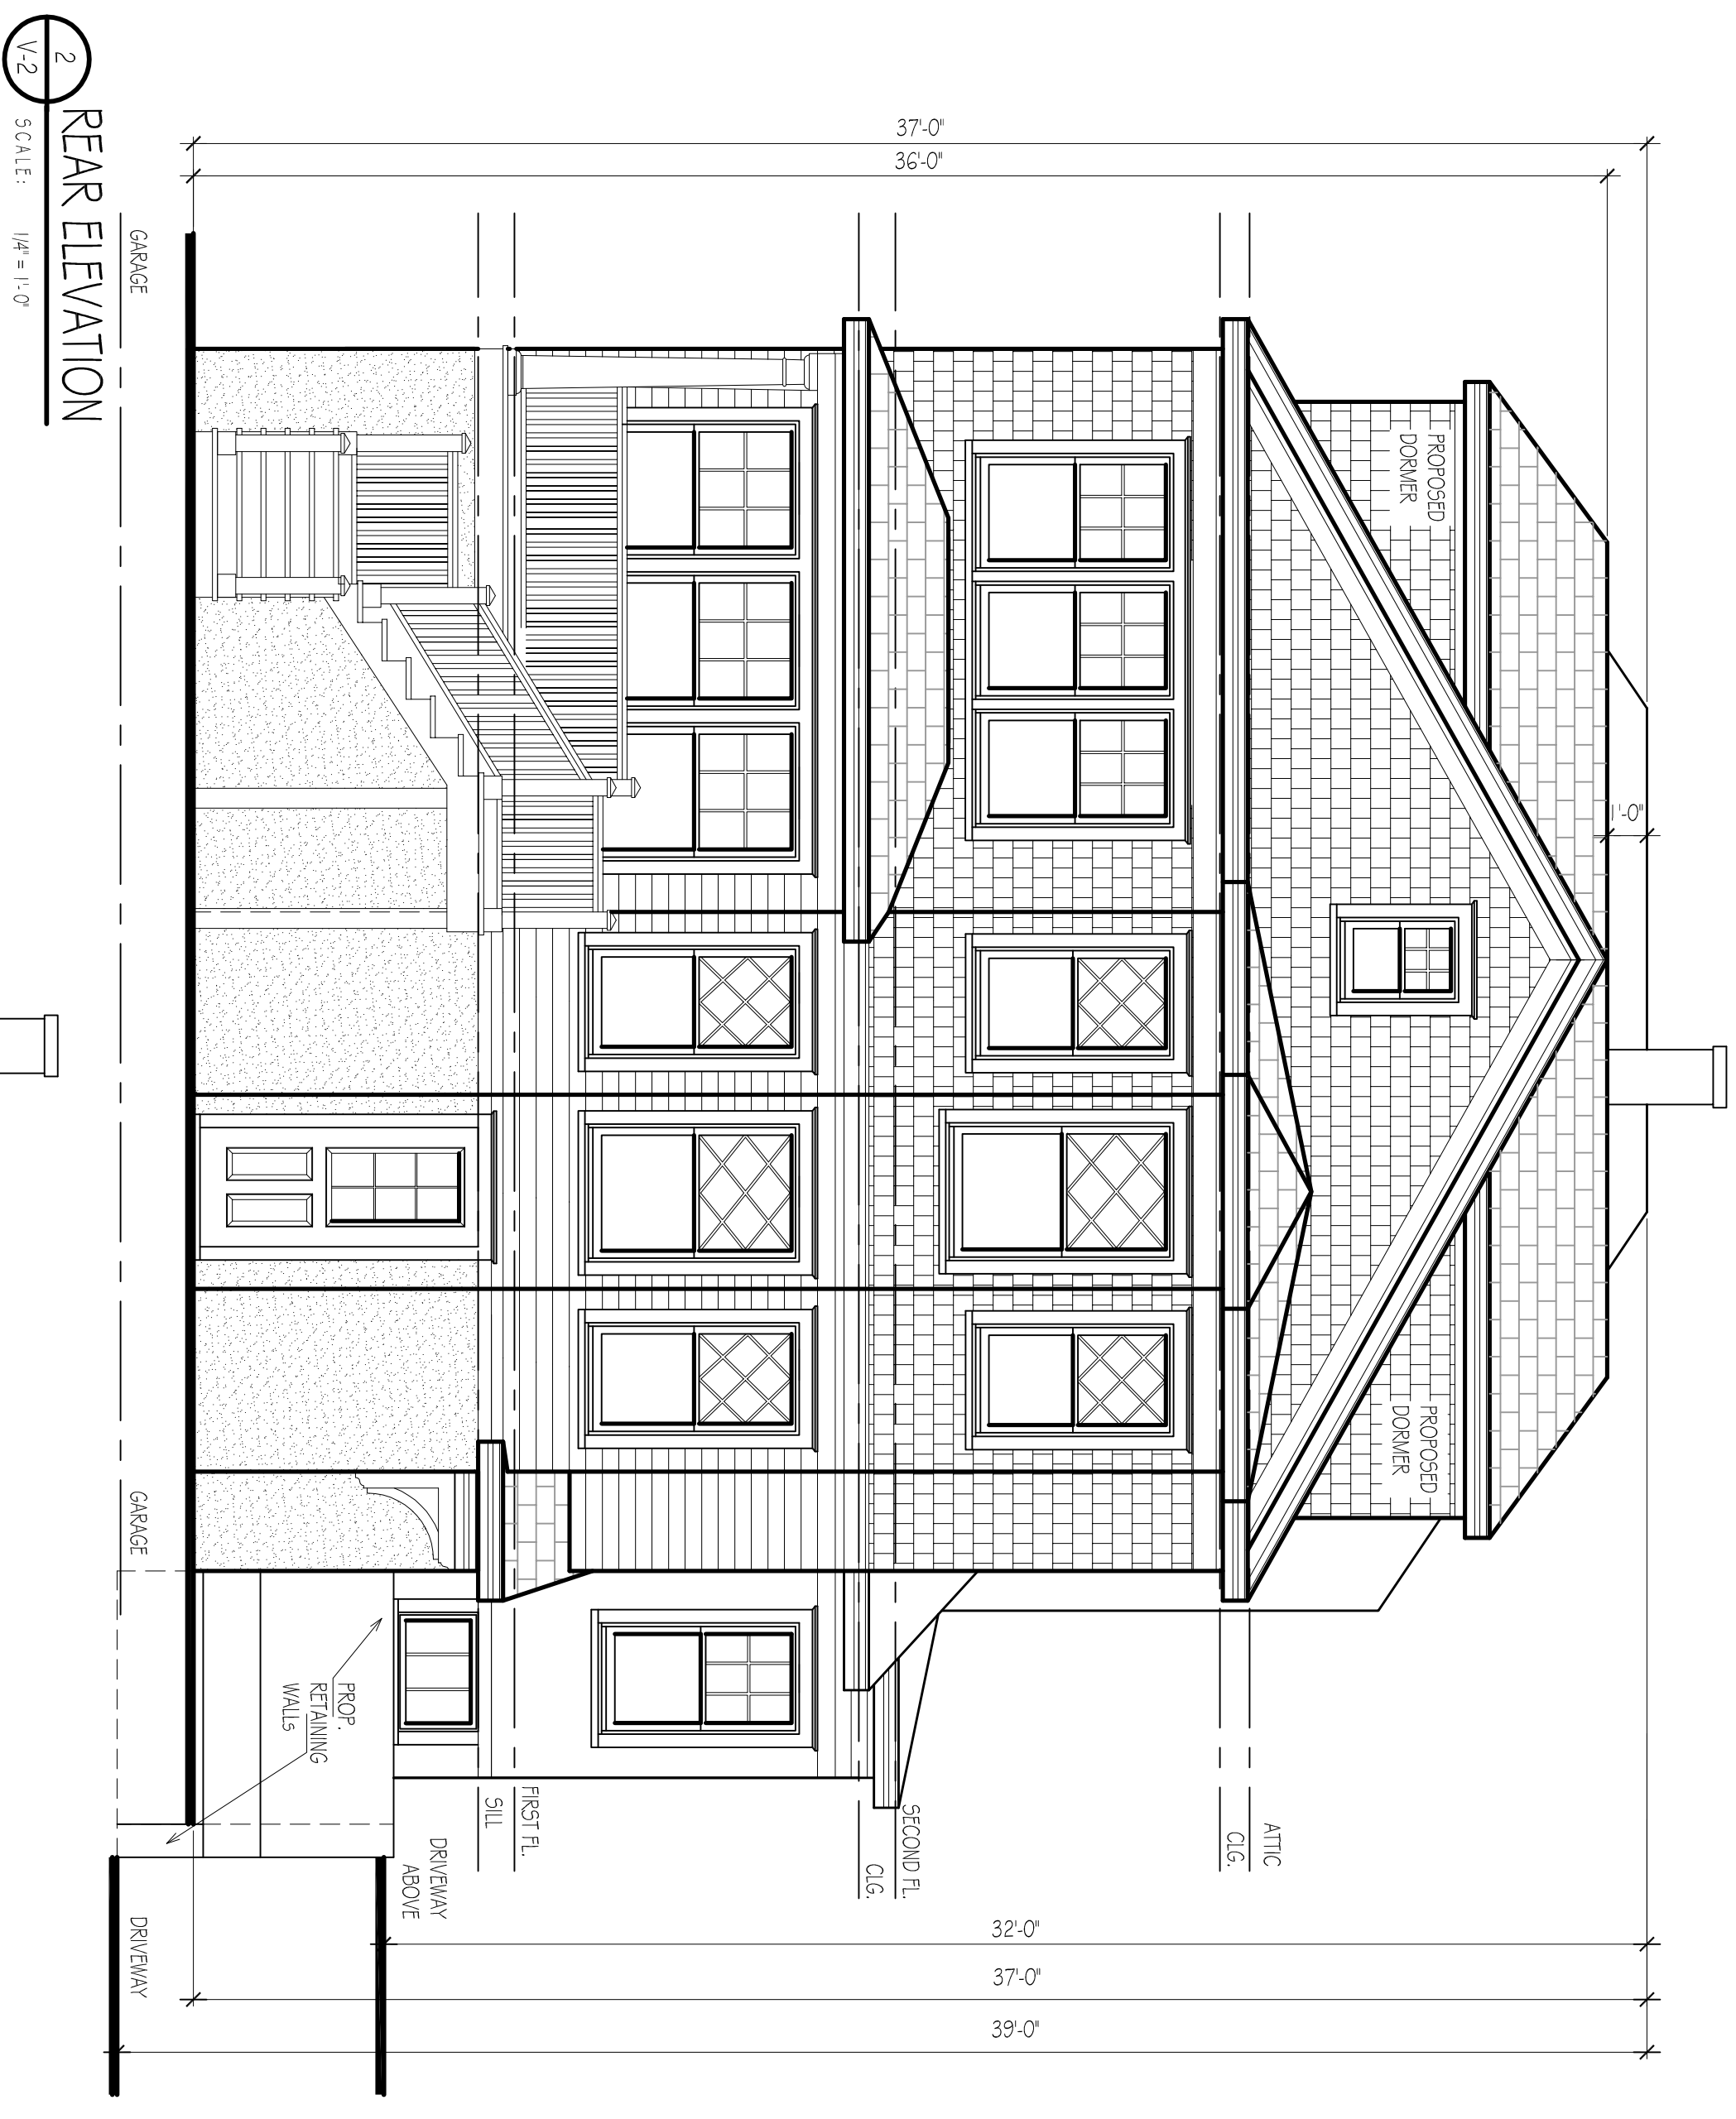 37'-0"
36'-0"
1'-0"
PROPOSED
DORMER
PROPOSED
DORMER
ATTIC
CLG.
SECOND FL.
CLG.
FIRST FL.
SILL
DRIVEWAY
ABOVE
PROP.
RETAINING
WALLS
GARAGE
GARAGE
DRIVEWAY
32'-0"
37'-0"
39'-0"
2
V-2
REAR ELEVATION
SCALE: 1/4" = 1'-0"